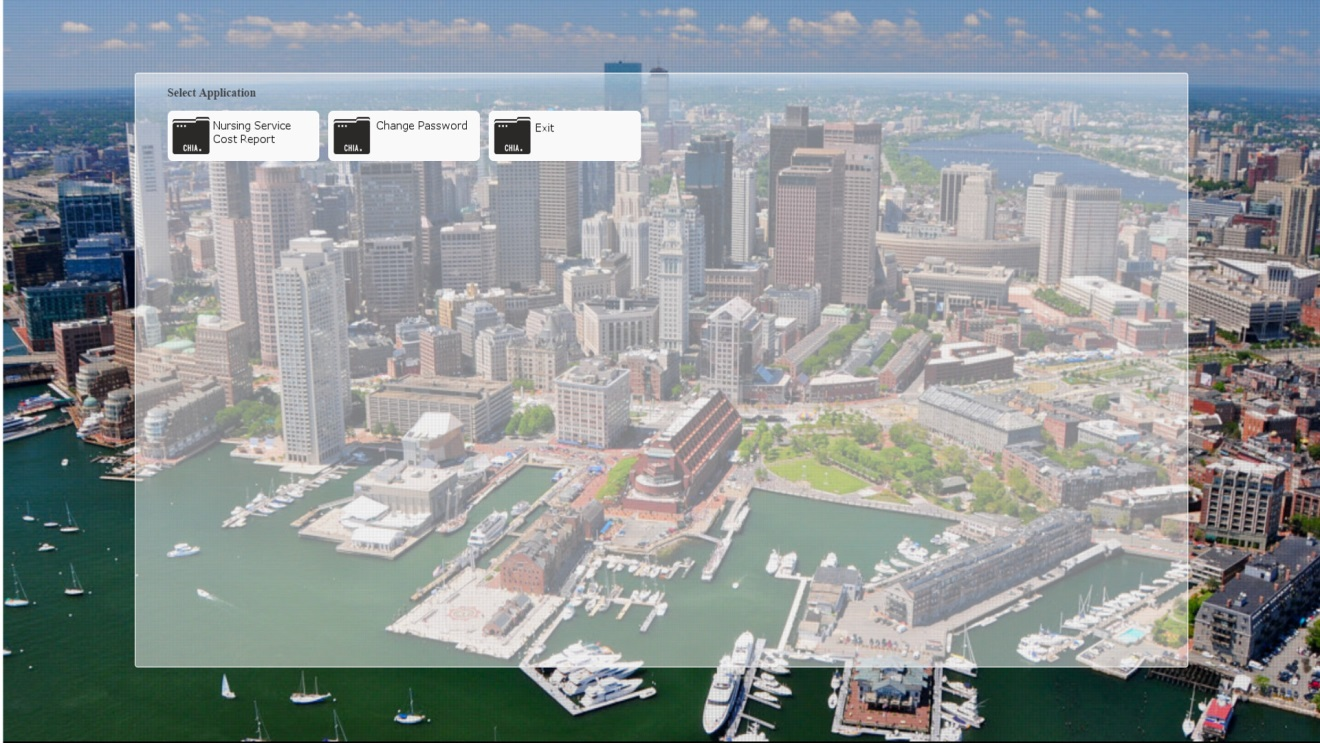 Select Application
Nursing Service
Cost Report
CHIA.
Change Password
CHIA.
Exit
CHIA.